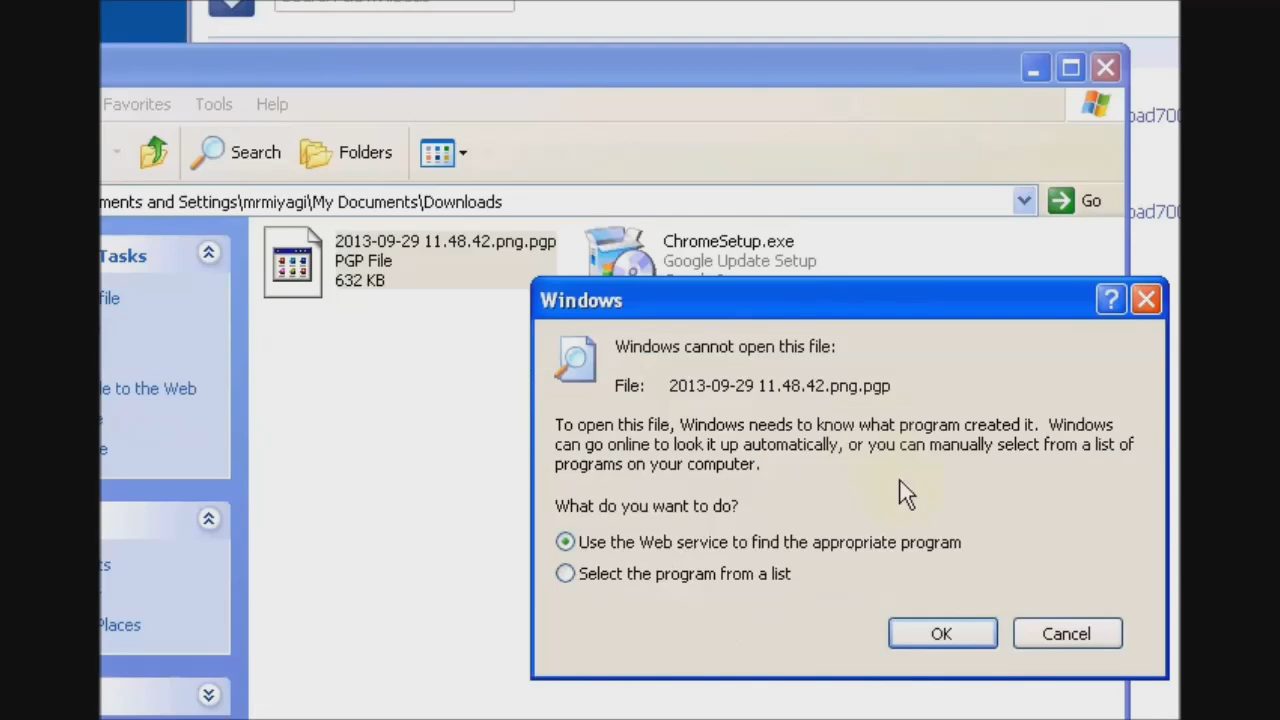 Favorites Tools Help
Search Folders
ments and Settings\mrmiyagi\My Documents\Downloads
Go
Tasks
file
le to the Web
e
e
ts
Places
2013-09-29 11.48.42.png.pgp
PGP File
632 KB
ChromeSetup.exe
Google Update Setup
oad700
oad700
Windows
Windows cannot open this file:
File: 2013-09-29 11.48.42.png.pgp
To open this file, Windows needs to know what program created it. Windows
can go online to look it up automatically, or you can manually select from a list of
programs on your computer.
What do you want to do?
Use the Web service to find the appropriate program
Select the program from a list
OK
Cancel